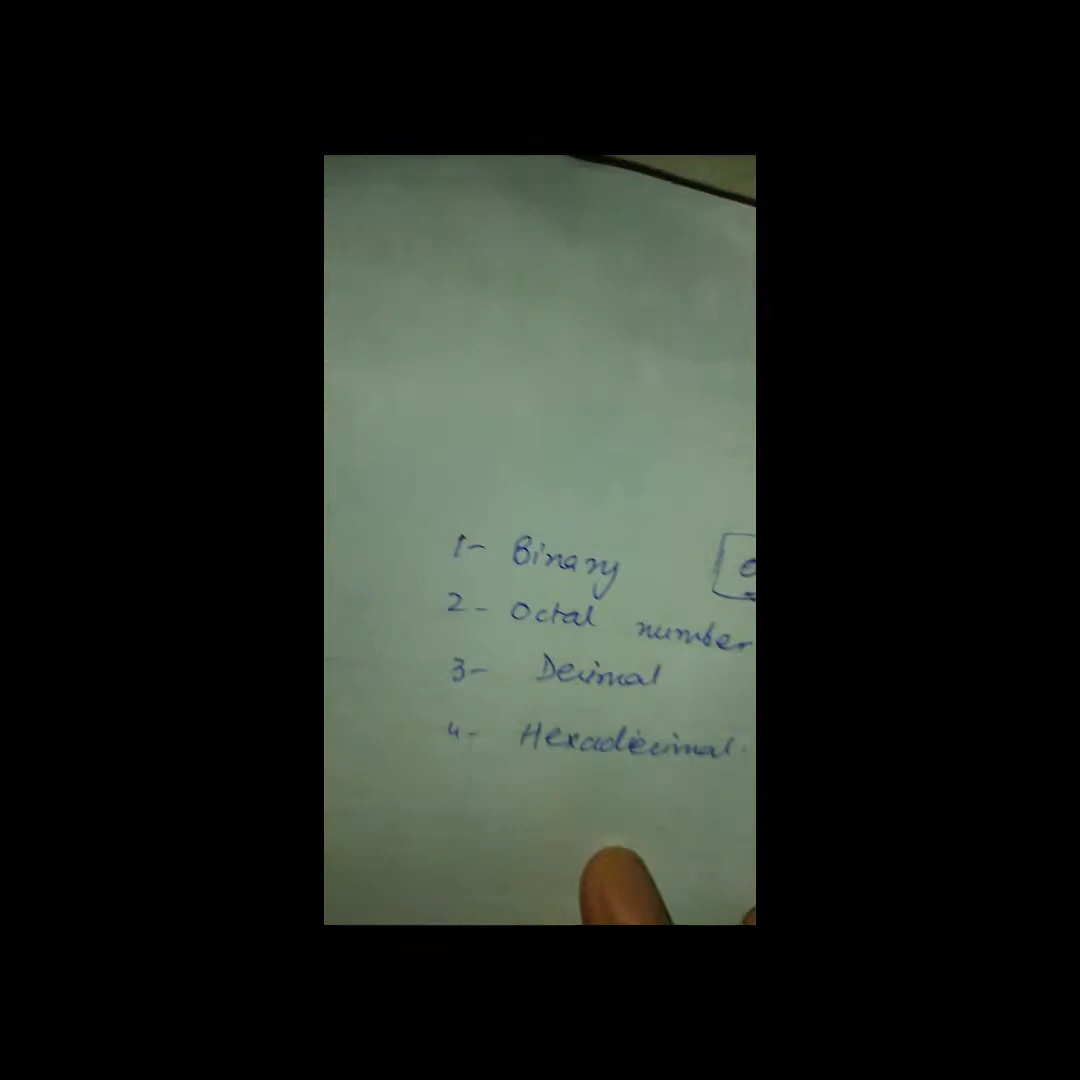 1- Binary
2- Octal number
3- Decimal
4- Hexadecimal.